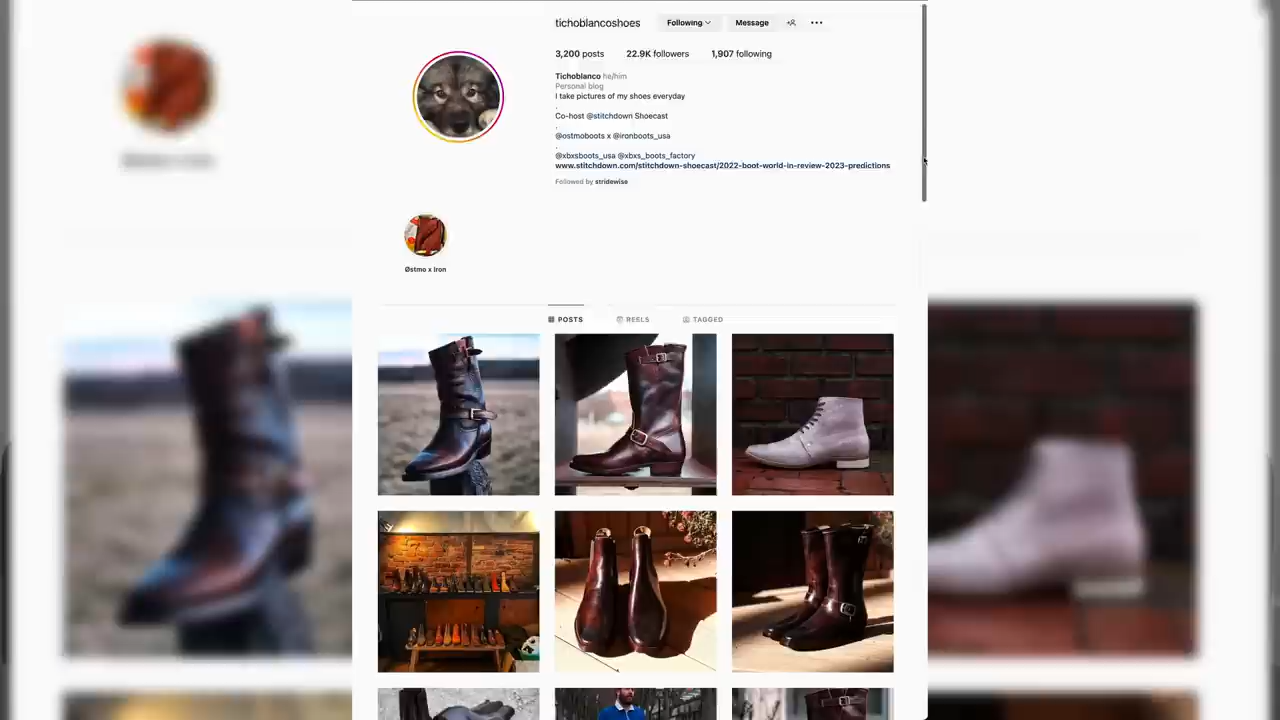 tichoblancoshoes Following Message
3,200 posts 22.9K followers 1,907 following
Tichoblanco he/him
Personal blog
I take pictures of my shoes everyday
.
Co-host @stitchdown Shoecast
.
@ostmoboots x @ironboots_usa
.
@xbxsboots_usa @xbxs_boots_factory
www.stitchdown.com/stitchdown-shoecast/2022-boot-world-in-review-2023-predictions
Followed by stridewise
Østmo x Iron
POSTS REELS TAGGED